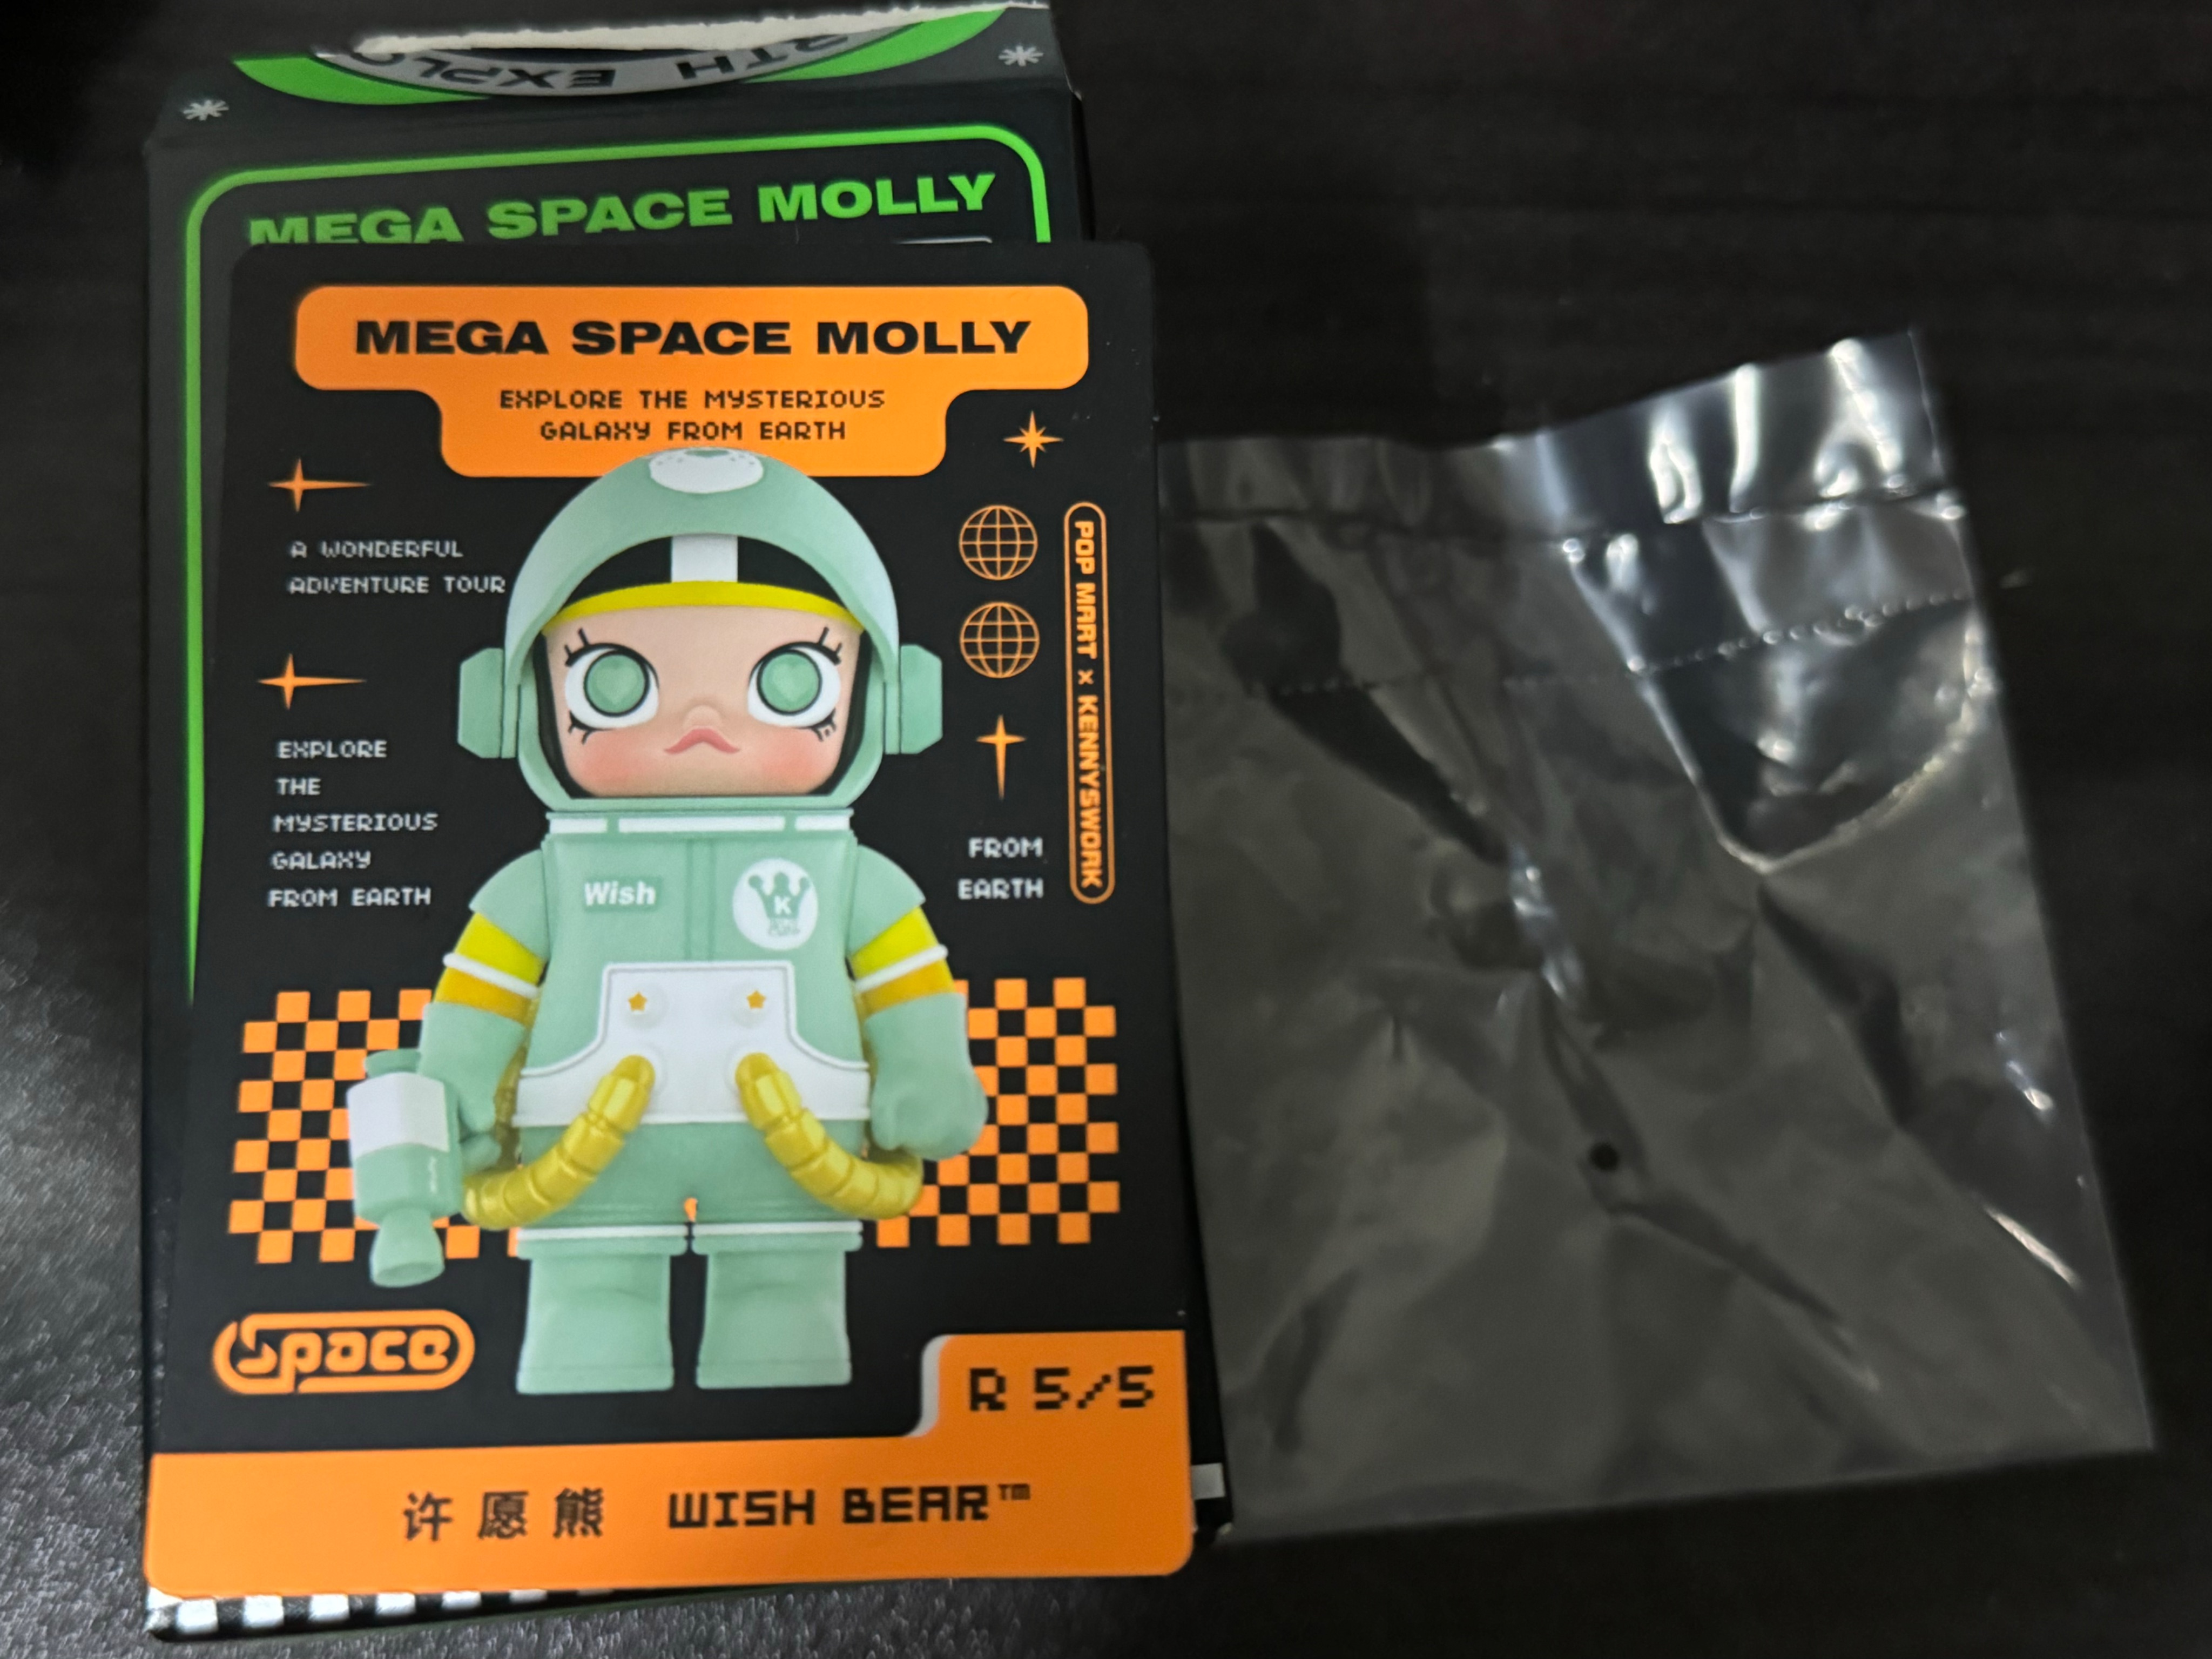 MEGA SPACE MOLLY
MEGA SPACE MOLLY
EXPLORE THE MYSTERIOUS
GALAXY FROM EARTH
A WONDERFUL
ADVENTURE TOUR
EXPLORE
THE
MYSTERIOUS
GALAXY
FROM EARTH
POP MART × KENNYSWORK
FROM
EARTH
Wish
K
space
R 5/5
许愿熊 WISH BEAR™